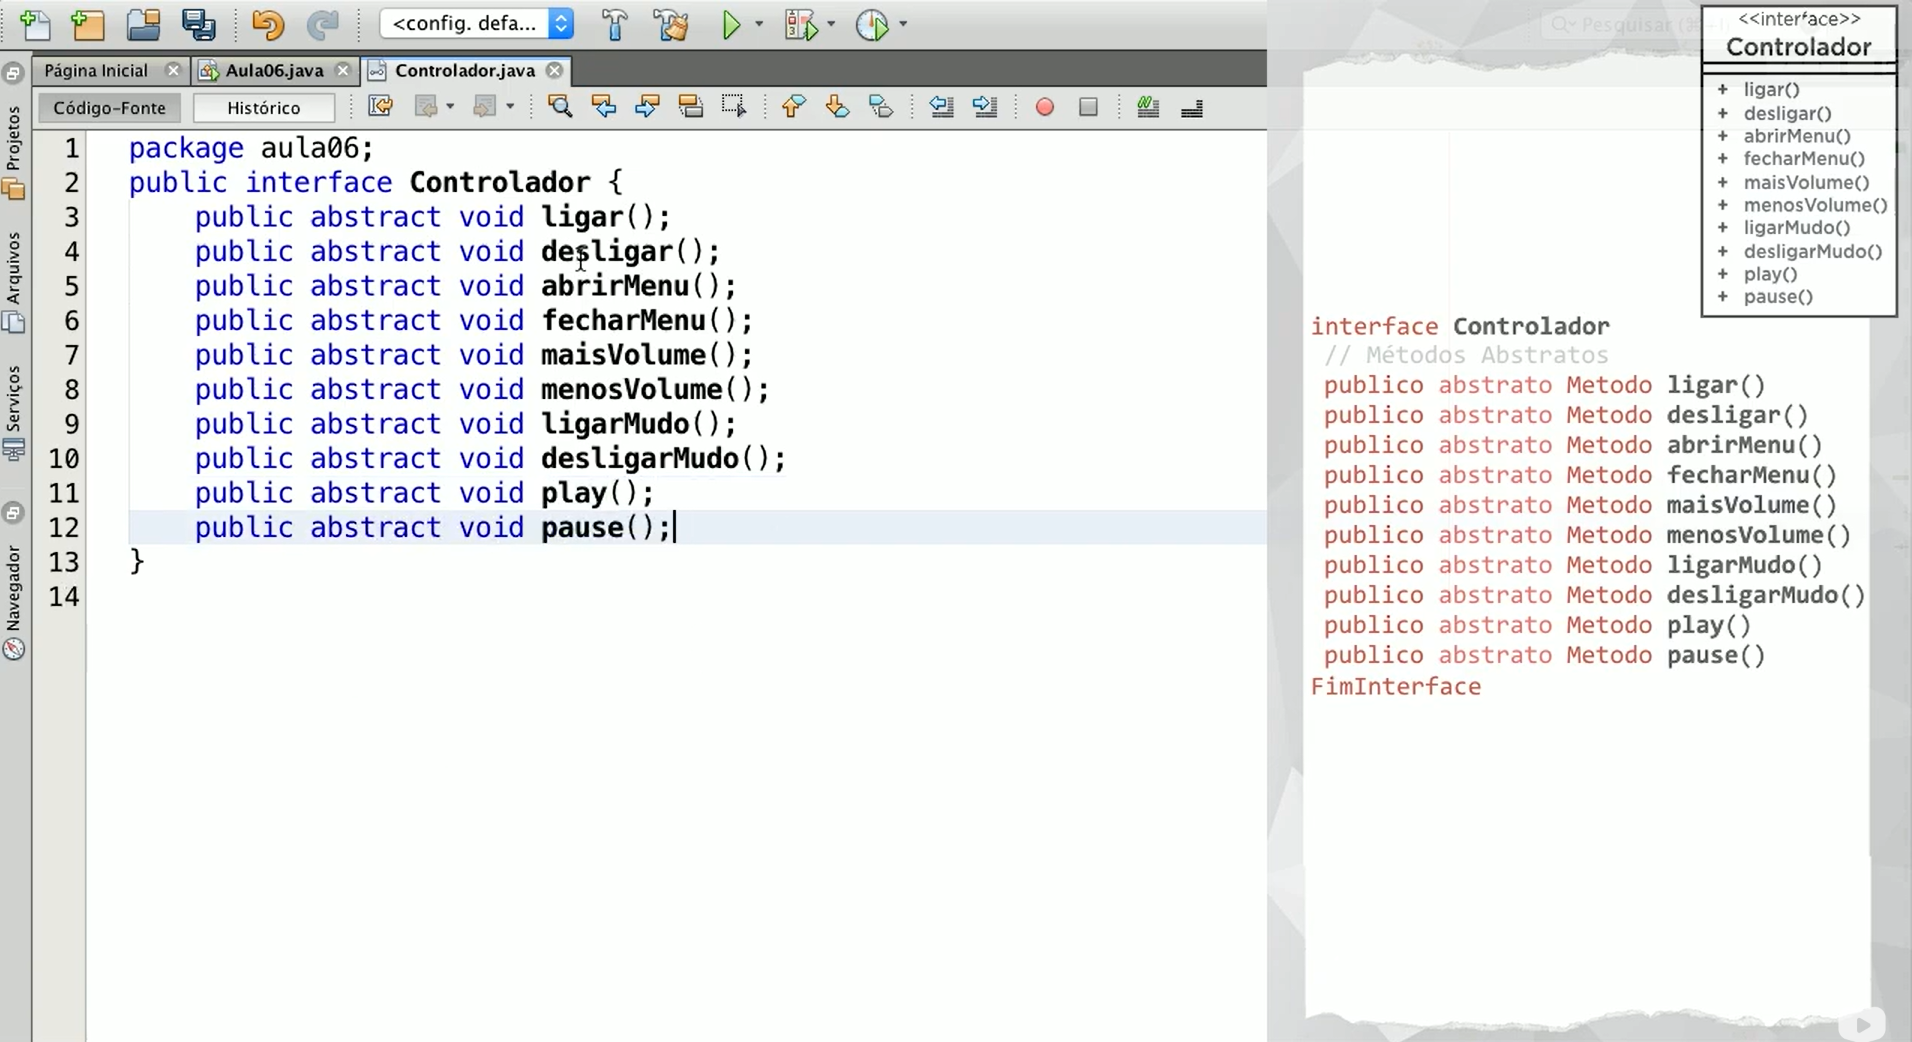 <config. defa...
Pesquisar (⌘+I)
Página Inicial
Aula06.java
Controlador.java
Código-Fonte
Histórico
Projetos
Arquivos
Serviços
Navegador
1 package aula06;
2 public interface Controlador {
3 public abstract void ligar();
4 public abstract void desligar();
5 public abstract void abrirMenu();
6 public abstract void fecharMenu();
7 public abstract void maisVolume();
8 public abstract void menosVolume();
9 public abstract void ligarMudo();
10 public abstract void desligarMudo();
11 public abstract void play();
12 public abstract void pause();
13 }
14
<<interface>>
Controlador
+ ligar()
+ desligar()
+ abrirMenu()
+ fecharMenu()
+ maisVolume()
+ menosVolume()
+ ligarMudo()
+ desligarMudo()
+ play()
+ pause()
interface Controlador
// Métodos Abstratos
publico abstrato Metodo ligar()
publico abstrato Metodo desligar()
publico abstrato Metodo abrirMenu()
publico abstrato Metodo fecharMenu()
publico abstrato Metodo maisVolume()
publico abstrato Metodo menosVolume()
publico abstrato Metodo ligarMudo()
publico abstrato Metodo desligarMudo()
publico abstrato Metodo play()
publico abstrato Metodo pause()
FimInterface